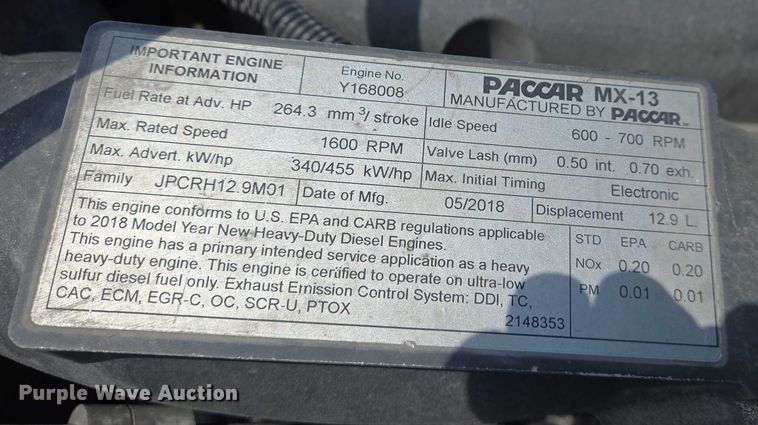 IMPORTANT ENGINE INFORMATION
Engine No. Y168008
PACCAR MX-13
MANUFACTURED BY PACCAR
Fuel Rate at Adv. HP 264.3 mm³/ stroke
Idle Speed 600 - 700 RPM
Max. Rated Speed 1600 RPM
Valve Lash (mm) 0.50 int. 0.70 exh.
Max. Advert. kW/hp 340/455 kW/hp
Max. Initial Timing Electronic
Family JPCRH12.9M01
Date of Mfg. 05/2018
Displacement 12.9 L.
This engine conforms to U.S. EPA and CARB regulations applicable
to 2018 Model Year New Heavy-Duty Diesel Engines.
This engine has a primary intended service application as a heavy
heavy-duty engine. This engine is cerified to operate on ultra-low
sulfur diesel fuel only. Exhaust Emission Control System: DDI, TC,
CAC, ECM, EGR-C, OC, SCR-U, PTOX
2148353
STD EPA CARB
NOx 0.20 0.20
PM 0.01 0.01
Purple Wave Auction